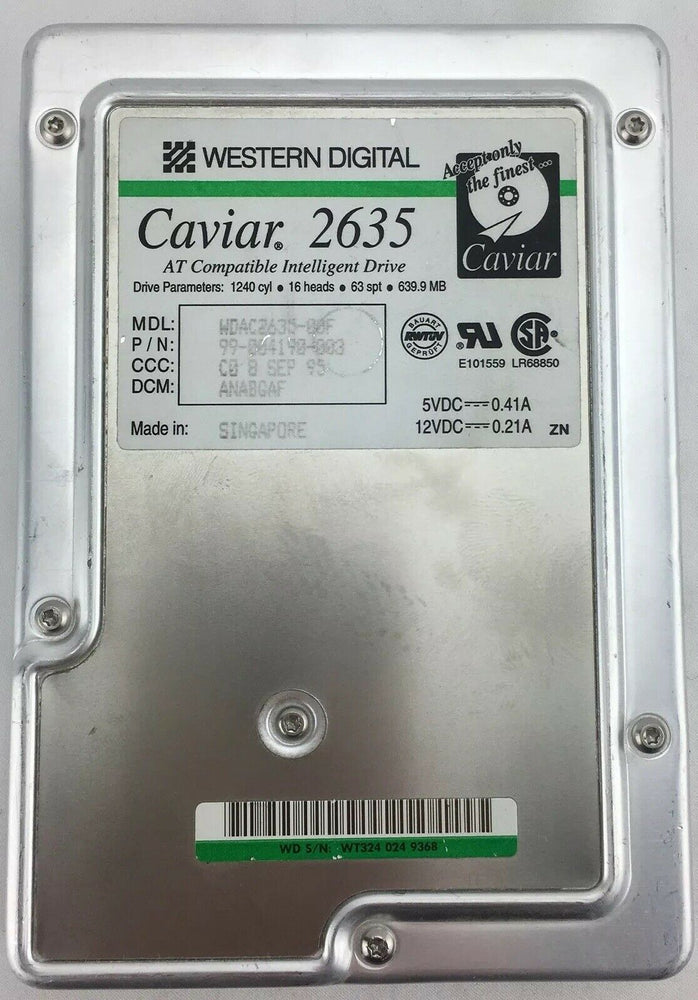 WESTERN DIGITAL
Accept only
the finest ...
Caviar
Caviar® 2635
AT Compatible Intelligent Drive
Drive Parameters: 1240 cyl • 16 heads • 63 spt • 639.9 MB
MDL: WDAC2635-00F
P / N: 99-004190-003
CCC: C0 8 SEP 95
DCM: ANABGAF
Made in: SINGAPORE
BAUART
RWTÜV
GEPRÜFT
E101559 LR68850
5VDC⎓0.41A
12VDC⎓0.21A ZN
WD S/N: WT324 024 9368